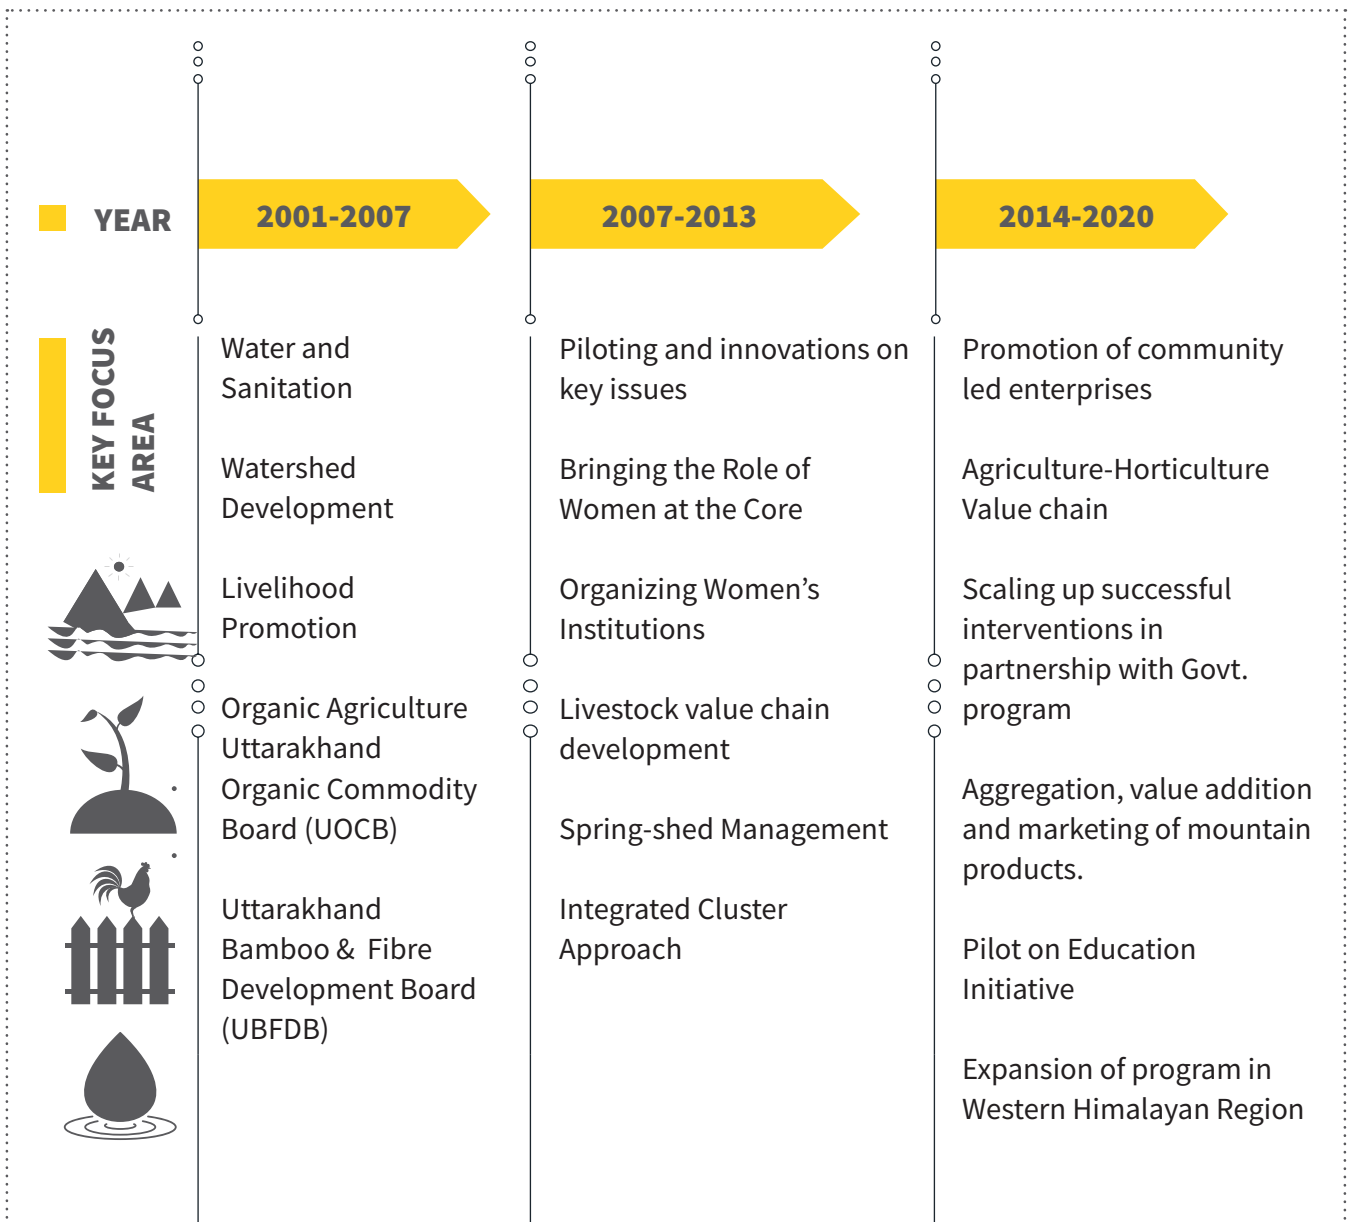 YEAR
2001-2007
2007-2013
2014-2020
KEY FOCUS
AREA
Water and
Sanitation
Watershed
Development
Livelihood
Promotion
Organic Agriculture
Uttarakhand
Organic Commodity
Board (UOCB)
Uttarakhand
Bamboo & Fibre
Development Board
(UBFDB)
Piloting and innovations on
key issues
Bringing the Role of
Women at the Core
Organizing Women’s
Institutions
Livestock value chain
development
Spring-shed Management
Integrated Cluster
Approach
Promotion of community
led enterprises
Agriculture-Horticulture
Value chain
Scaling up successful
interventions in
partnership with Govt.
program
Aggregation, value addition
and marketing of mountain
products.
Pilot on Education
Initiative
Expansion of program in
Western Himalayan Region